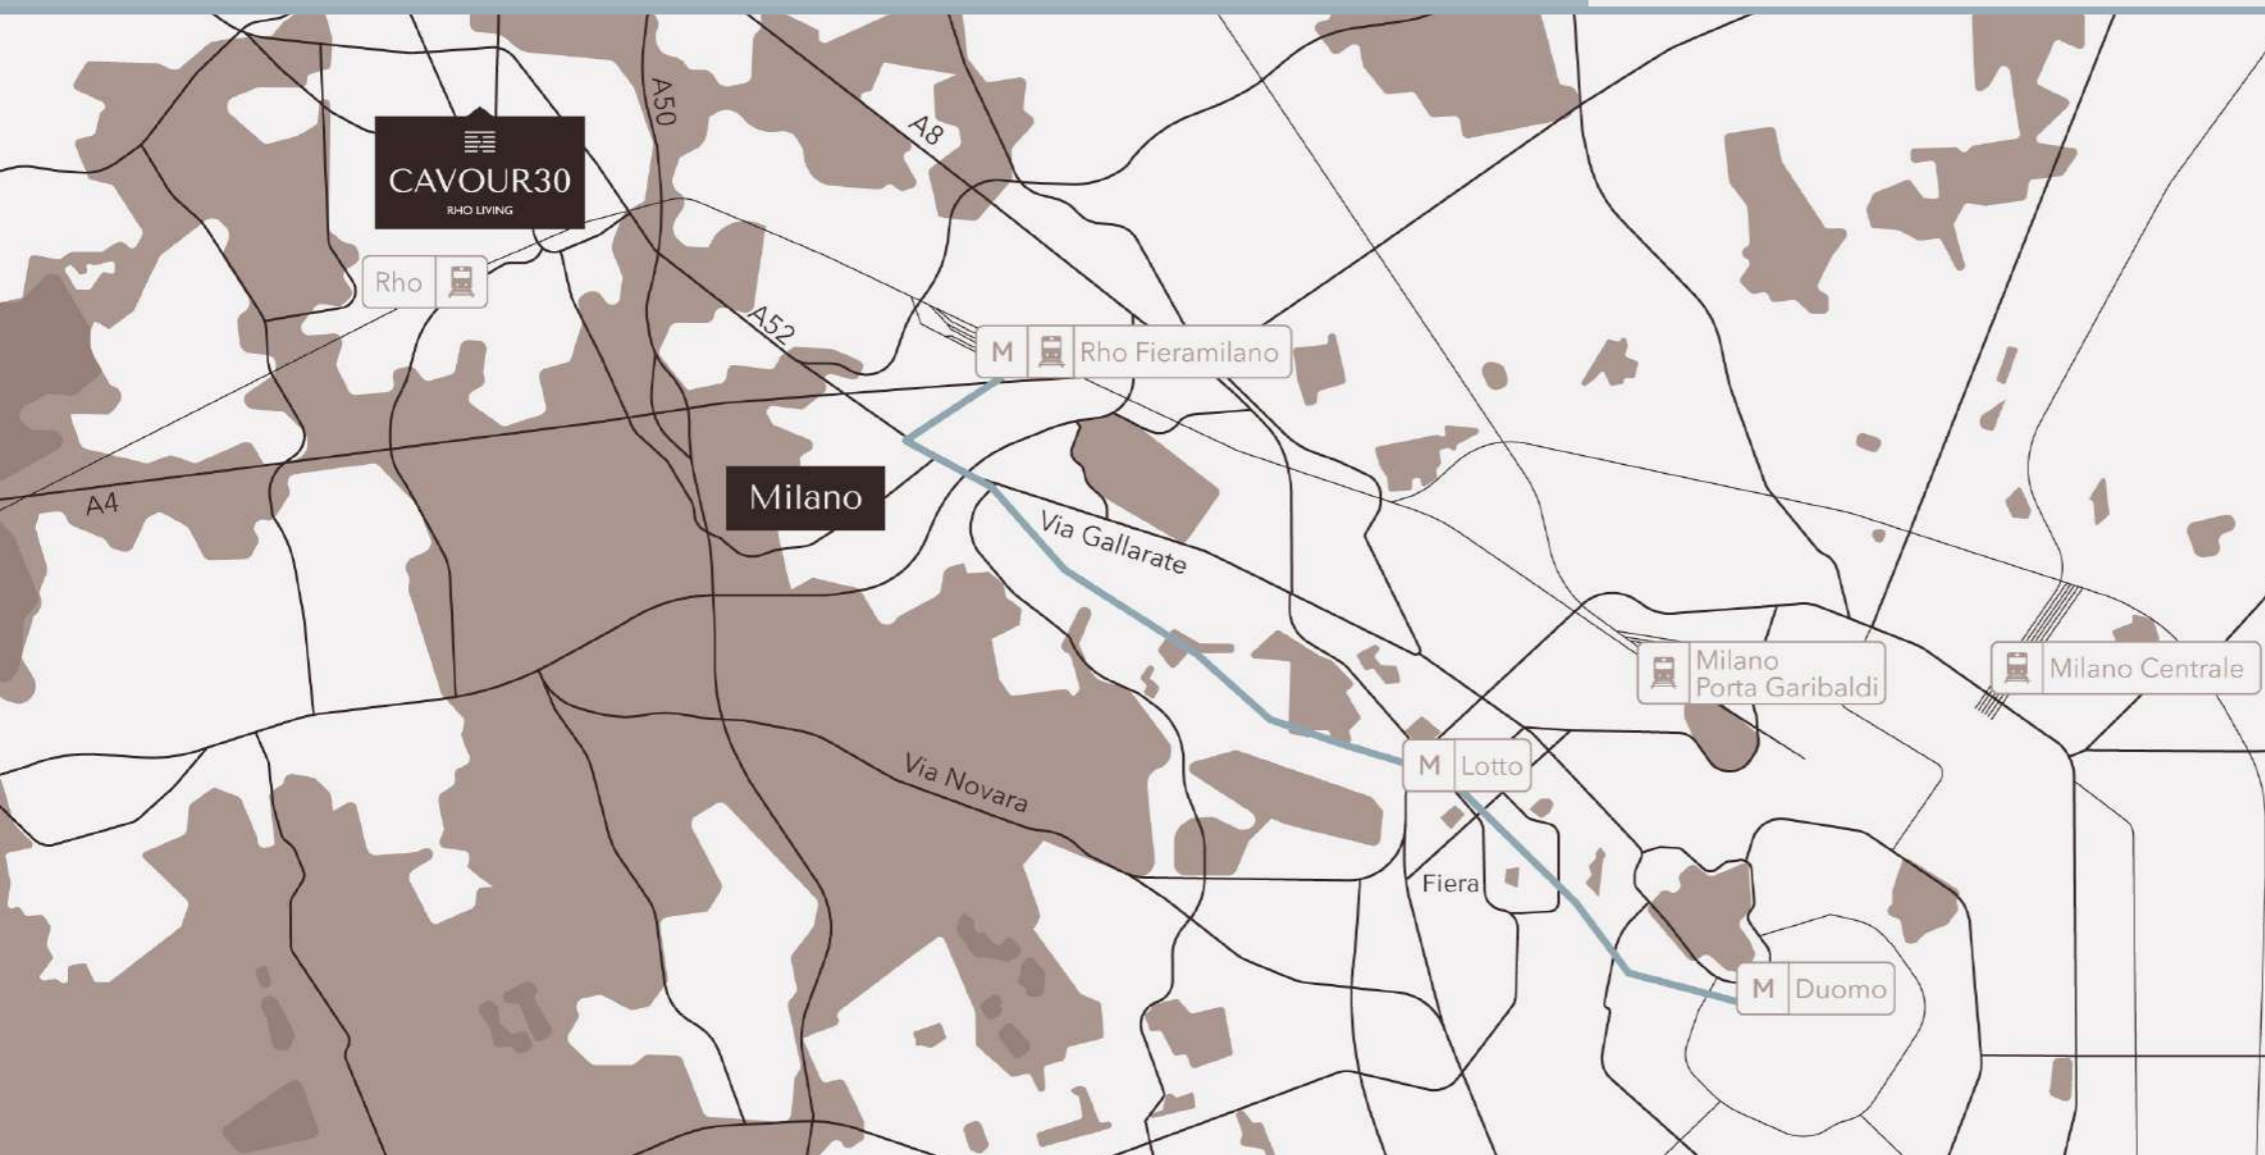 A50
A8
CAVOUR30
RHO LIVING
Rho
A52
M Rho Fieramilano
A4
Milano
Via Gallarate
Milano
Porta Garibaldi
Milano Centrale
Via Novara
M Lotto
Fiera
M Duomo